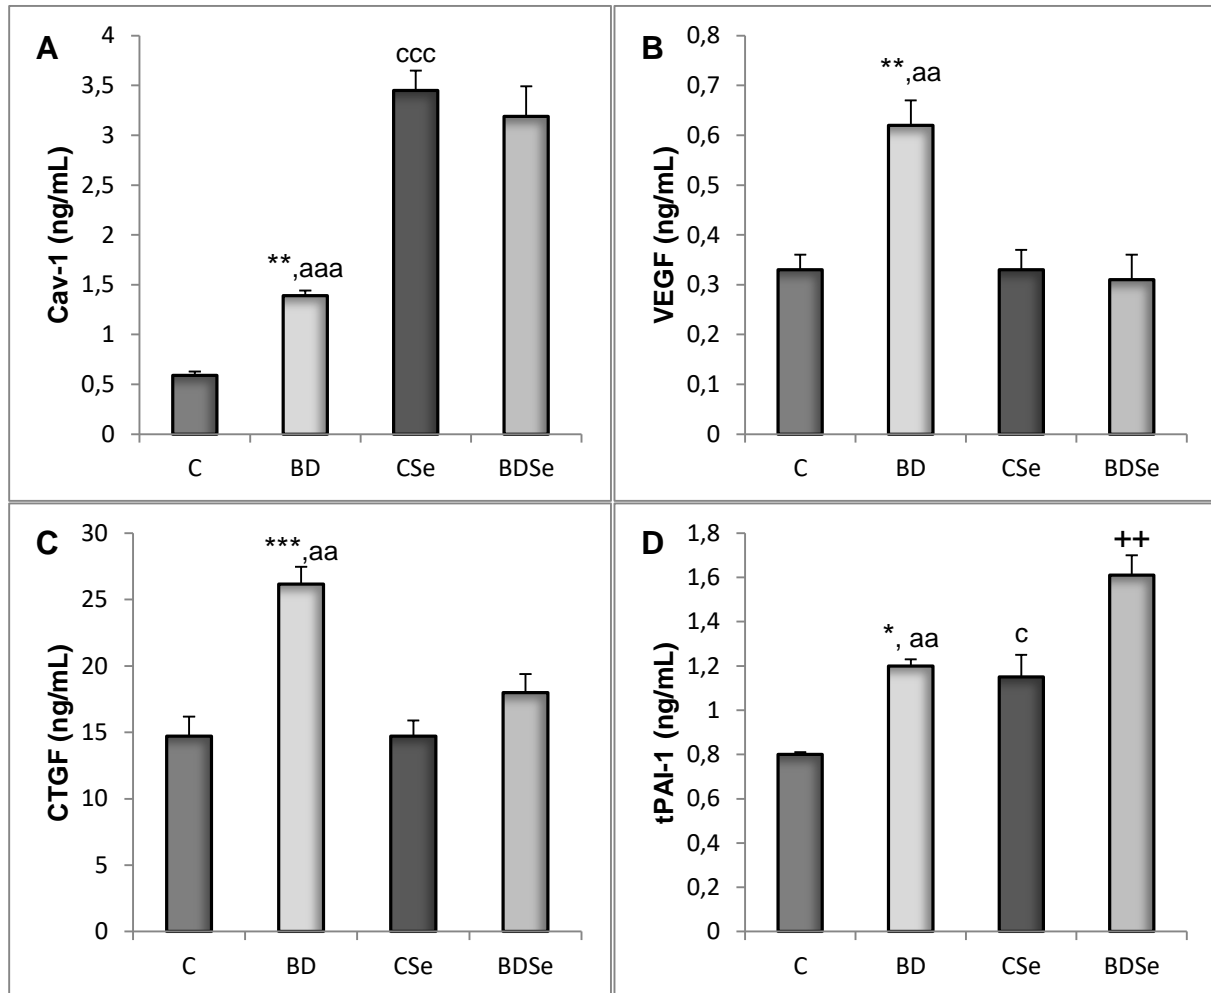 A
Cav-1 (ng/mL)
4
3,5
3
2,5
2
1,5
1
0,5
0
**,aaa
ccc
C BD CSe BDSe
B
VEGF (ng/mL)
0,8
0,7
0,6
0,5
0,4
0,3
0,2
0,1
0
**,aa
C BD CSe BDSe
C
CTGF (ng/mL)
30
25
20
15
10
5
0
***,aa
C BD CSe BDSe
D
tPAI-1 (ng/mL)
1,8
1,6
1,4
1,2
1
0,8
0,6
0,4
0,2
0
*, aa
c
++
C BD CSe BDSe